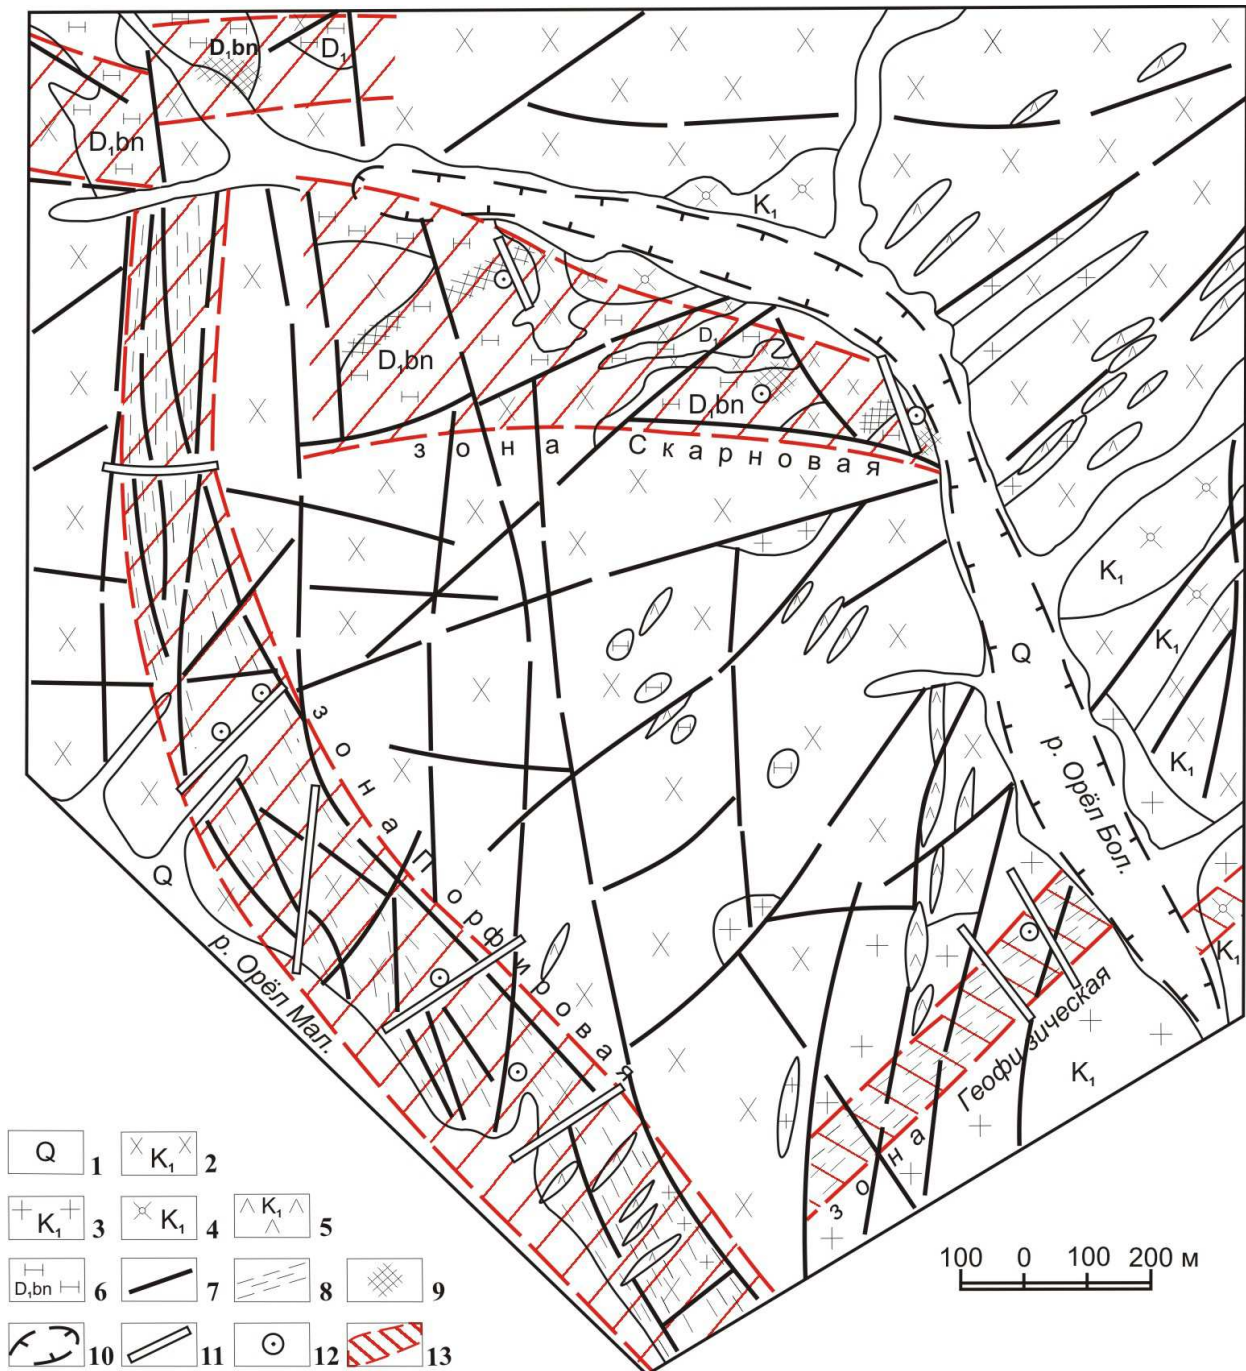 D₁bn
D₁
D₁bn
K₁
D₁
D₁bn
D₁bn
зона Скарновая
K₁
K₁
Q
K₁
р. Орёл Бол.
зона Порфировая
Q
р. Орёл Мал.
K₁
Геофизическая
зона
K₁
Q 1
K₁ 2
K₁ 3
K₁ 4
K₁ 5
D₁bn 6
7
8
9
10
11
12
13
100 0 100 200 м